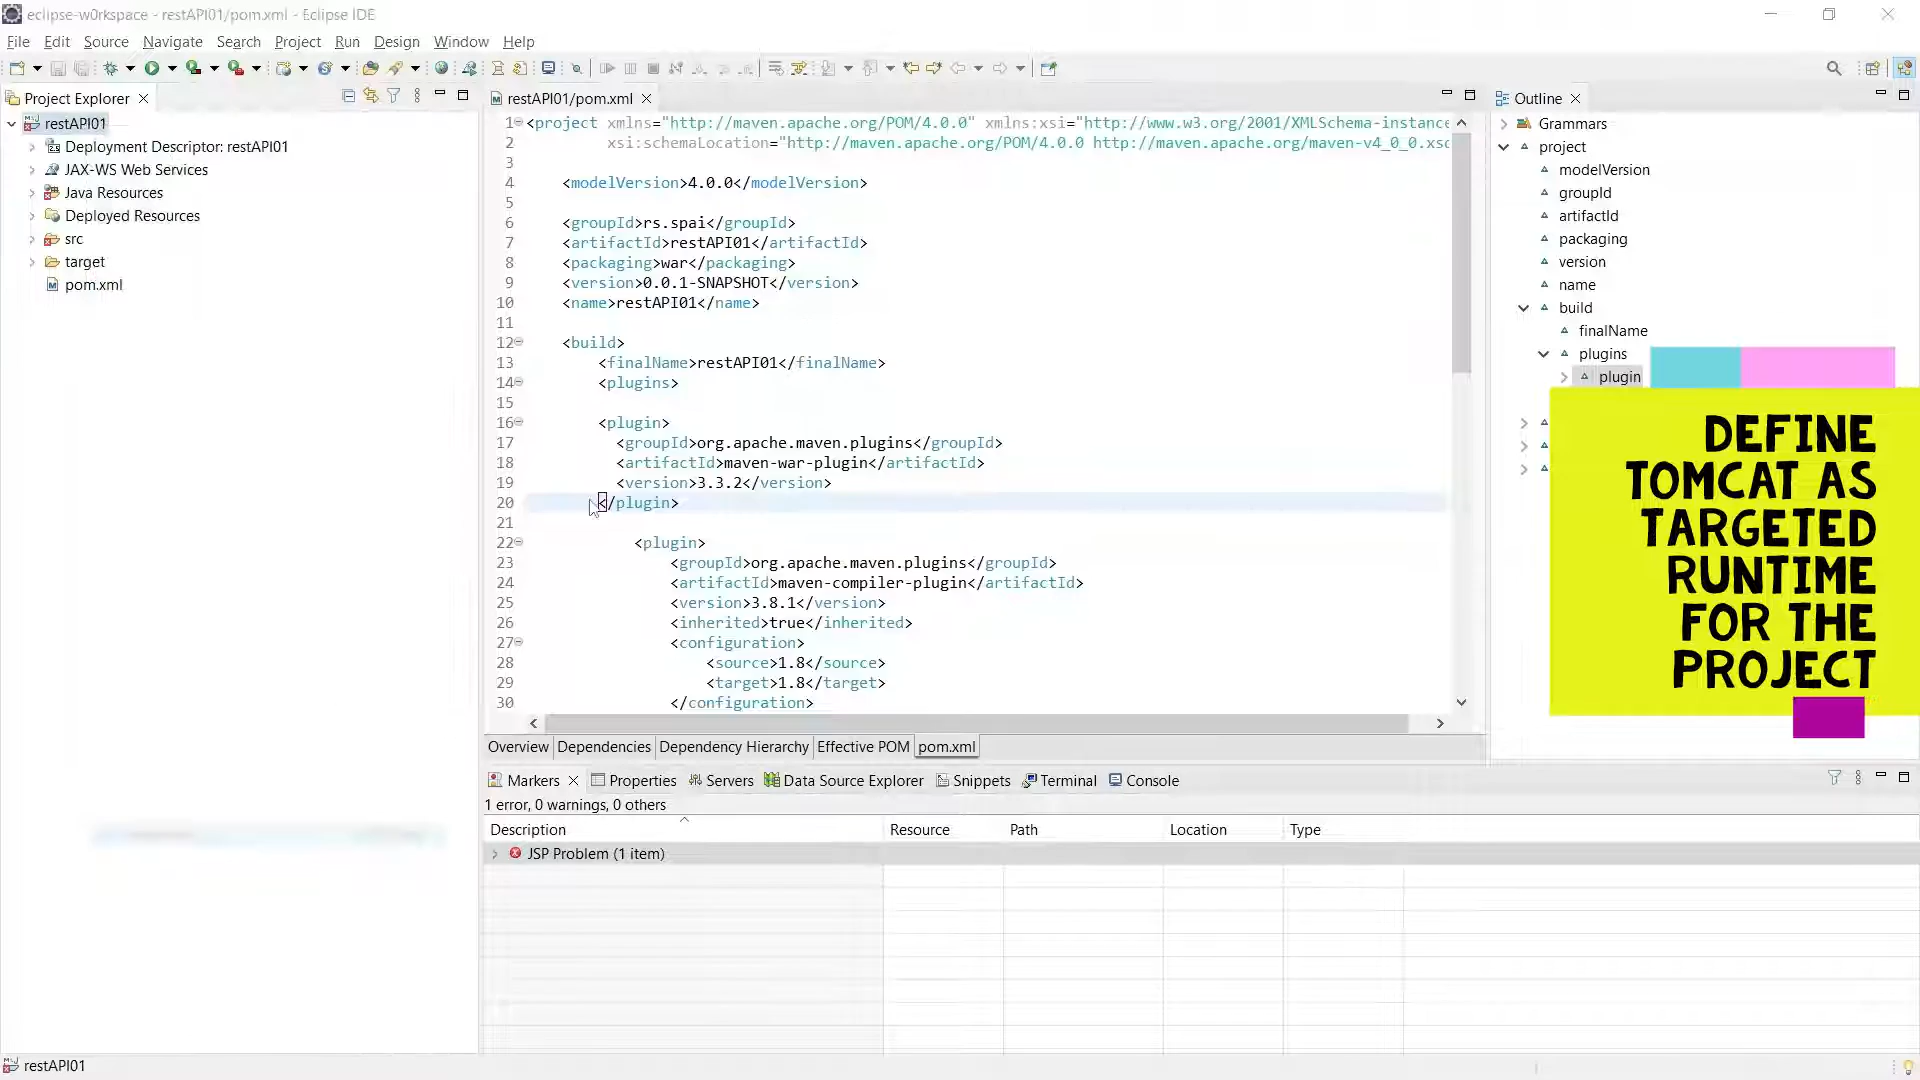 eclipse-w0rkspace - restAPI01/pom.xml - Eclipse IDE
File Edit Source Navigate Search Project Run Design Window Help
Project Explorer
restAPI01
Deployment Descriptor: restAPI01
JAX-WS Web Services
Java Resources
Deployed Resources
src
target
pom.xml
restAPI01/pom.xml
1 <project xmlns="http://maven.apache.org/POM/4.0.0" xmlns:xsi="http://www.w3.org/2001/XMLSchema-instance
2 xsi:schemaLocation="http://maven.apache.org/POM/4.0.0 http://maven.apache.org/maven-v4_0_0.xsd
3
4 <modelVersion>4.0.0</modelVersion>
5
6 <groupId>rs.spai</groupId>
7 <artifactId>restAPI01</artifactId>
8 <packaging>war</packaging>
9 <version>0.0.1-SNAPSHOT</version>
10 <name>restAPI01</name>
11
12 <build>
13 <finalName>restAPI01</finalName>
14 <plugins>
15
16 <plugin>
17 <groupId>org.apache.maven.plugins</groupId>
18 <artifactId>maven-war-plugin</artifactId>
19 <version>3.3.2</version>
20 </plugin>
21
22 <plugin>
23 <groupId>org.apache.maven.plugins</groupId>
24 <artifactId>maven-compiler-plugin</artifactId>
25 <version>3.8.1</version>
26 <inherited>true</inherited>
27 <configuration>
28 <source>1.8</source>
29 <target>1.8</target>
30 </configuration>
Overview Dependencies Dependency Hierarchy Effective POM pom.xml
Outline
Grammars
project
modelVersion
groupId
artifactId
packaging
version
name
build
finalName
plugins
plugin
DEFINE
TOMCAT AS
TARGETED
RUNTIME
FOR THE
PROJECT
Markers Properties Servers Data Source Explorer Snippets Terminal Console
1 error, 0 warnings, 0 others
Description Resource Path Location Type
JSP Problem (1 item)
restAPI01